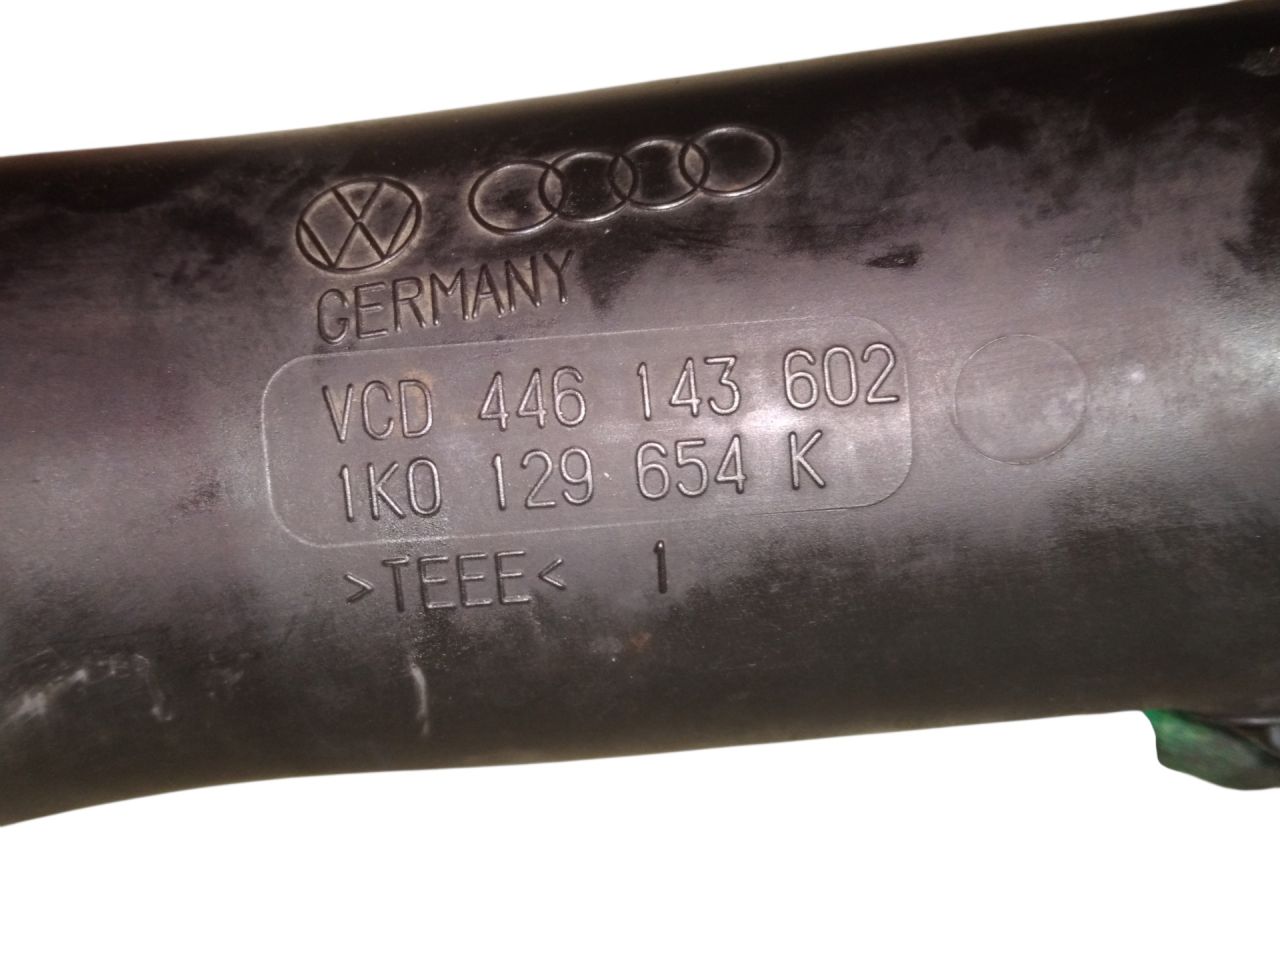 GERMANY
VCD 446 143 602
1K0 129 654 K
>TEEE< 1